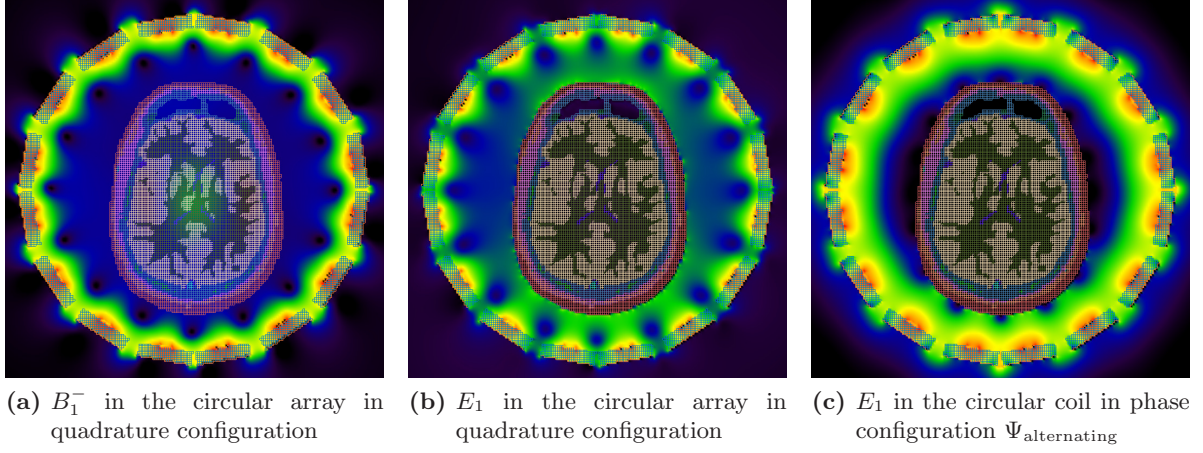 (a) B₁⁻ in the circular array in
quadrature configuration
(b) E₁ in the circular array in
quadrature configuration
(c) E₁ in the circular coil in phase
configuration Ψ_alternating